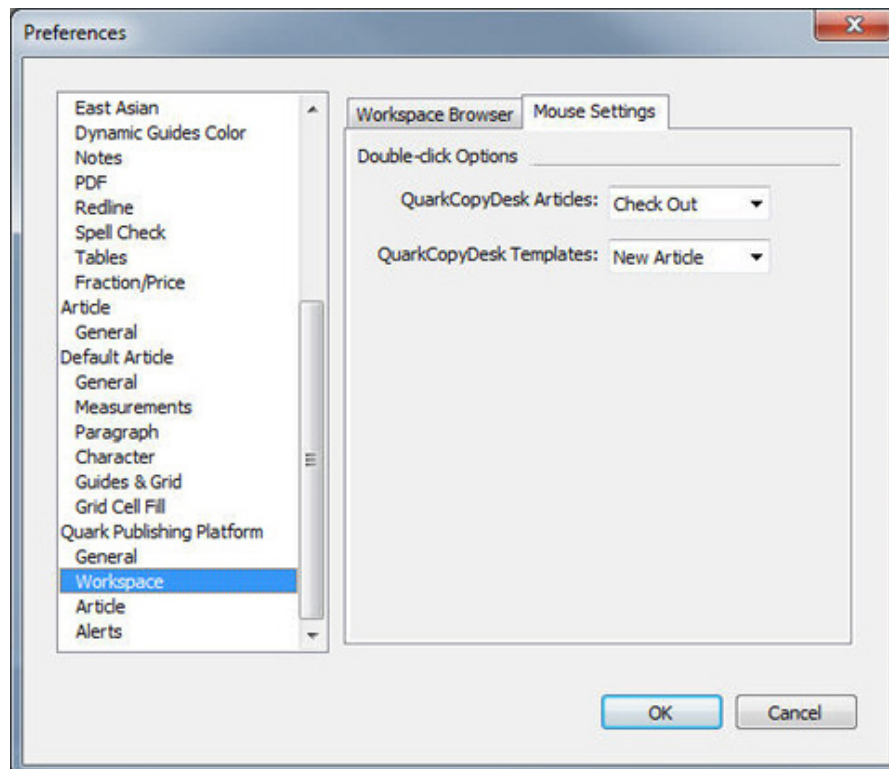 Preferences
East Asian
Dynamic Guides Color
Notes
PDF
Redline
Spell Check
Tables
Fraction/Price
Article
General
Default Article
General
Measurements
Paragraph
Character
Guides & Grid
Grid Cell Fill
Quark Publishing Platform
General
Workspace
Article
Alerts
Workspace Browser
Mouse Settings
Double-click Options
QuarkCopyDesk Articles: Check Out
QuarkCopyDesk Templates: New Article
OK
Cancel